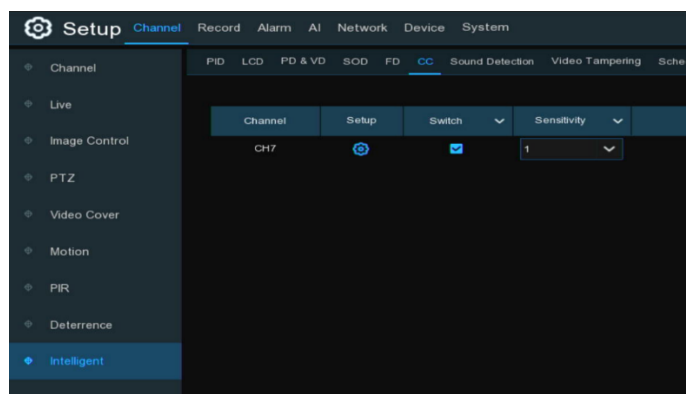 Setup Channel Record Alarm AI Network Device System
Channel
PID LCD PD & VD SOD FD CC Sound Detection Video Tampering Sche
Live
Channel Setup Switch Sensitivity
Image Control
CH7 1
PTZ
Video Cover
Motion
PIR
Deterrence
Intelligent